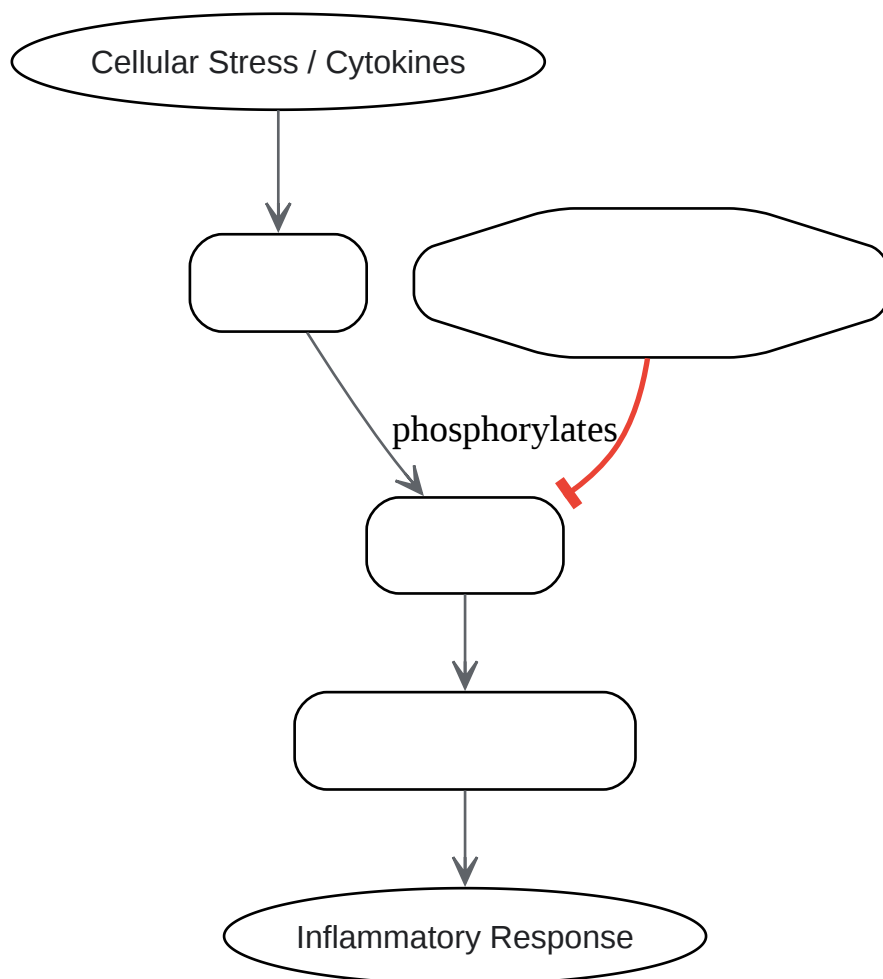 Cellular Stress / Cytokines
phosphorylates
Inflammatory Response